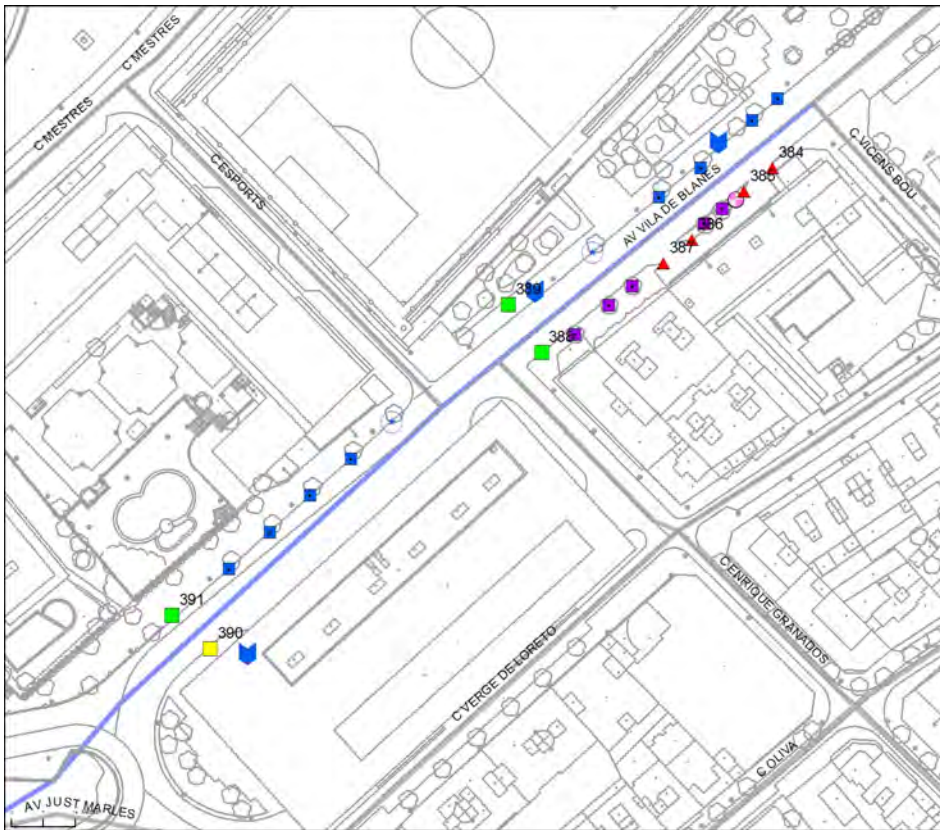 C MESTRES
C MESTRES
C ESPORTS
C VICENS BOU
384
385
AV VILA DE BLANES
386
387
389
388
391
390
C ENRIQUE GRANADOS
C VERGE DE LORETO
C OLIVA
AV JUST MARLES